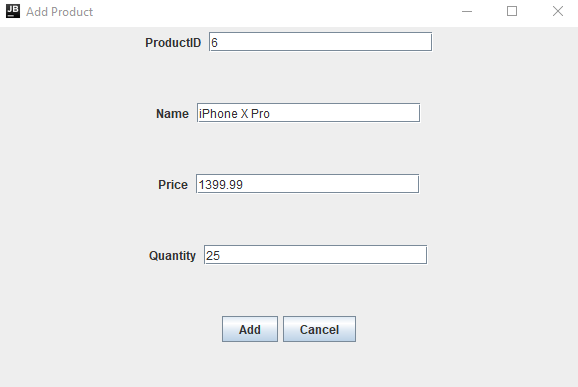 JB Add Product
ProductID 6
Name iPhone X Pro
Price 1399.99
Quantity 25
Add Cancel